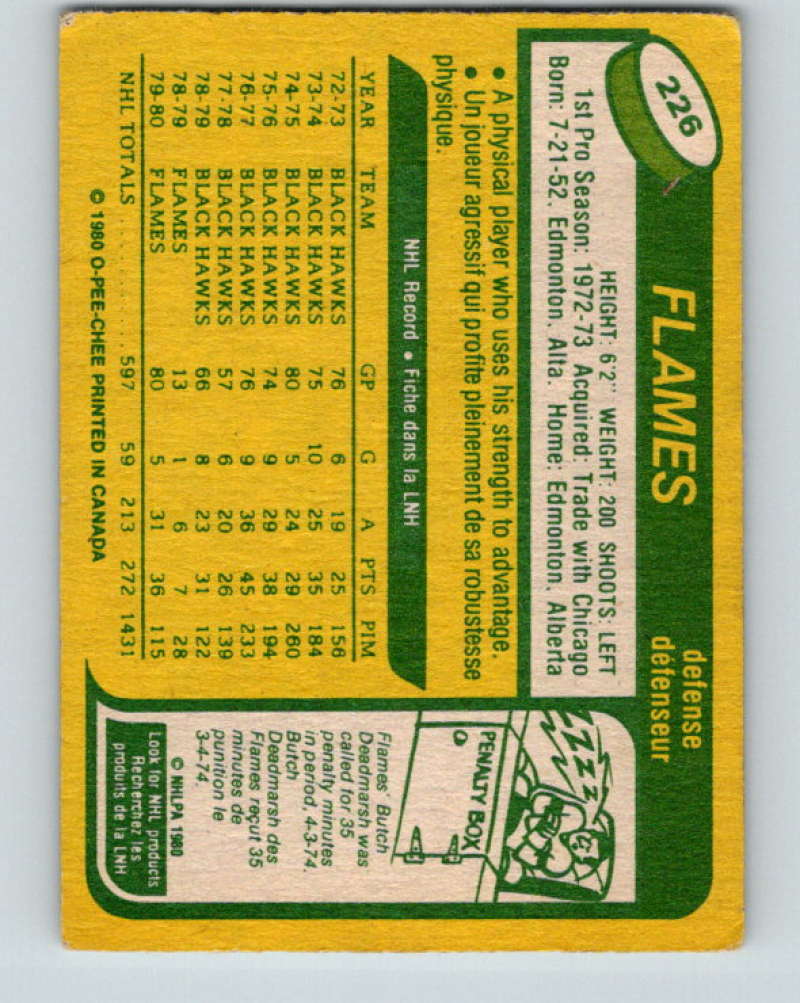 226
FLAMES
defense
défenseur
HEIGHT: 6'2" WEIGHT: 200 SHOOTS: LEFT
1st Pro Season: 1972-73 Acquired: Trade with Chicago
Born: 7-21-52. Edmonton. Alta. Home: Edmonton. Alberta
• A physical player who uses his strength to advantage.
• Un joueur agressif qui profite pleinement de sa robustesse
physique.
NHL Record • Fiche dans la LNH
YEAR TEAM GP G A PTS PIM
72-73 BLACK HAWKS 76 6 19 25 156
73-74 BLACK HAWKS 75 10 25 35 184
74-75 BLACK HAWKS 80 5 24 29 260
75-76 BLACK HAWKS 74 9 29 38 194
76-77 BLACK HAWKS 76 9 36 45 233
77-78 BLACK HAWKS 57 6 20 26 139
78-79 BLACK HAWKS 66 8 23 31 122
78-79 FLAMES 13 1 6 7 28
79-80 FLAMES 80 5 31 36 115
NHL TOTALS ........... 597 59 213 272 1431
© 1980 O-PEE-CHEE PRINTED IN CANADA
ZZZZ
PENALTY BOX
Flames' Butch
Deadmarsh was
called for 35
penalty minutes
in period, 4-3-74.
Butch
Deadmarsh des
Flames reçut 35
minutes de
punition le
3-4-74.
© NHLPA 1980
Look for NHL products
Recherchez les
produits de la LNH